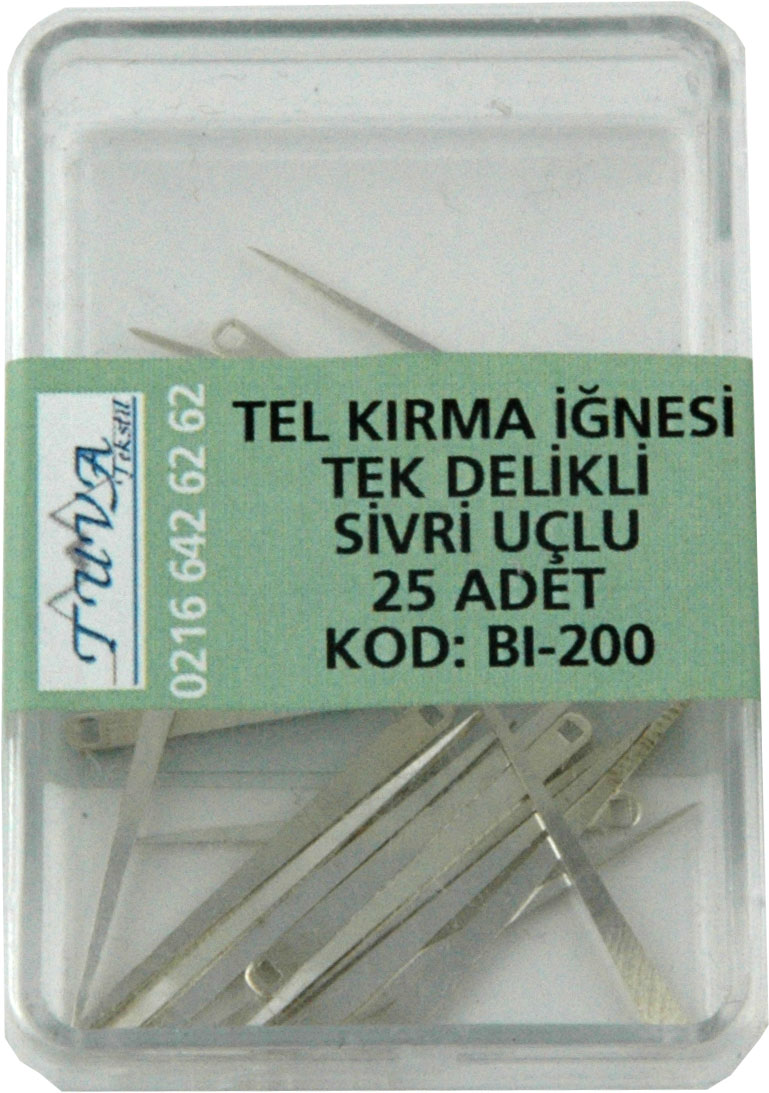 TUVA
Tekstil
0216 642 62 62
TEL KIRMA İĞNESİ
TEK DELİKLİ
SİVRİ UÇLU
25 ADET
KOD: BI-200